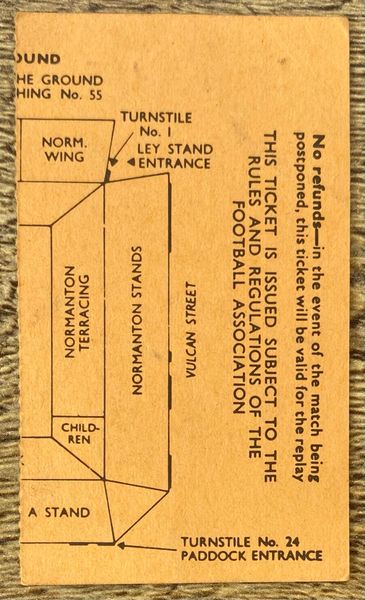 OUND
HE GROUND
HING No. 55
TURNSTILE
No. 1
LEY STAND
ENTRANCE
NORM.
WING
NORMANTON
TERRACING
NORMANTON STANDS
VULCAN STREET
CHILD-
REN
A STAND
TURNSTILE No. 24
PADDOCK ENTRANCE
No refunds—in the event of the match being
postponed, this ticket will be valid for the replay
THIS TICKET IS ISSUED SUBJECT TO THE
RULES AND REGULATIONS OF THE
FOOTBALL ASSOCIATION